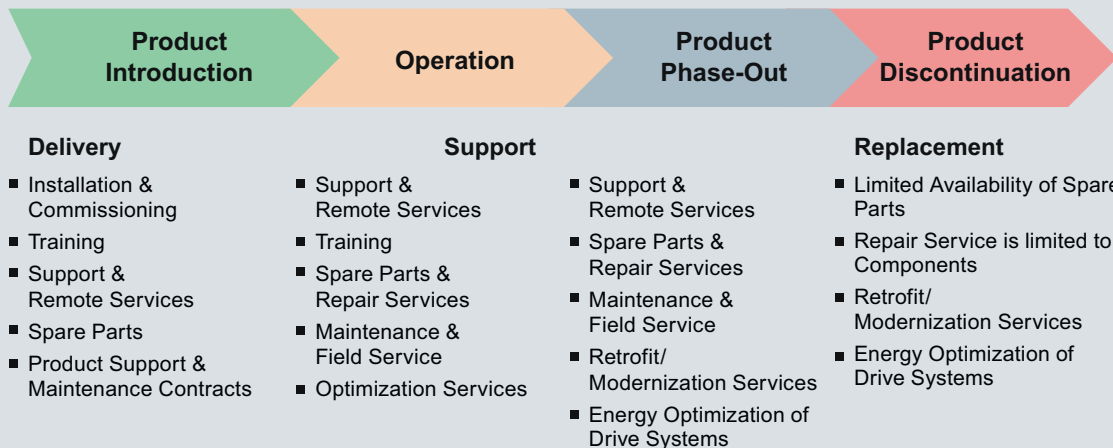 Product
Introduction
Operation
Product
Phase-Out
Product
Discontinuation
Delivery
Installation &
Commissioning
Training
Support &
Remote Services
Spare Parts
Product Support &
Maintenance Contracts
Support
Support &
Remote Services
Training
Spare Parts &
Repair Services
Maintenance &
Field Service
Optimization Services
Support &
Remote Services
Spare Parts &
Repair Services
Maintenance &
Field Service
Retrofit/
Modernization Services
Energy Optimization of
Drive Systems
Replacement
Limited Availability of Spare
Parts
Repair Service is limited to
Components
Retrofit/
Modernization Services
Energy Optimization of
Drive Systems